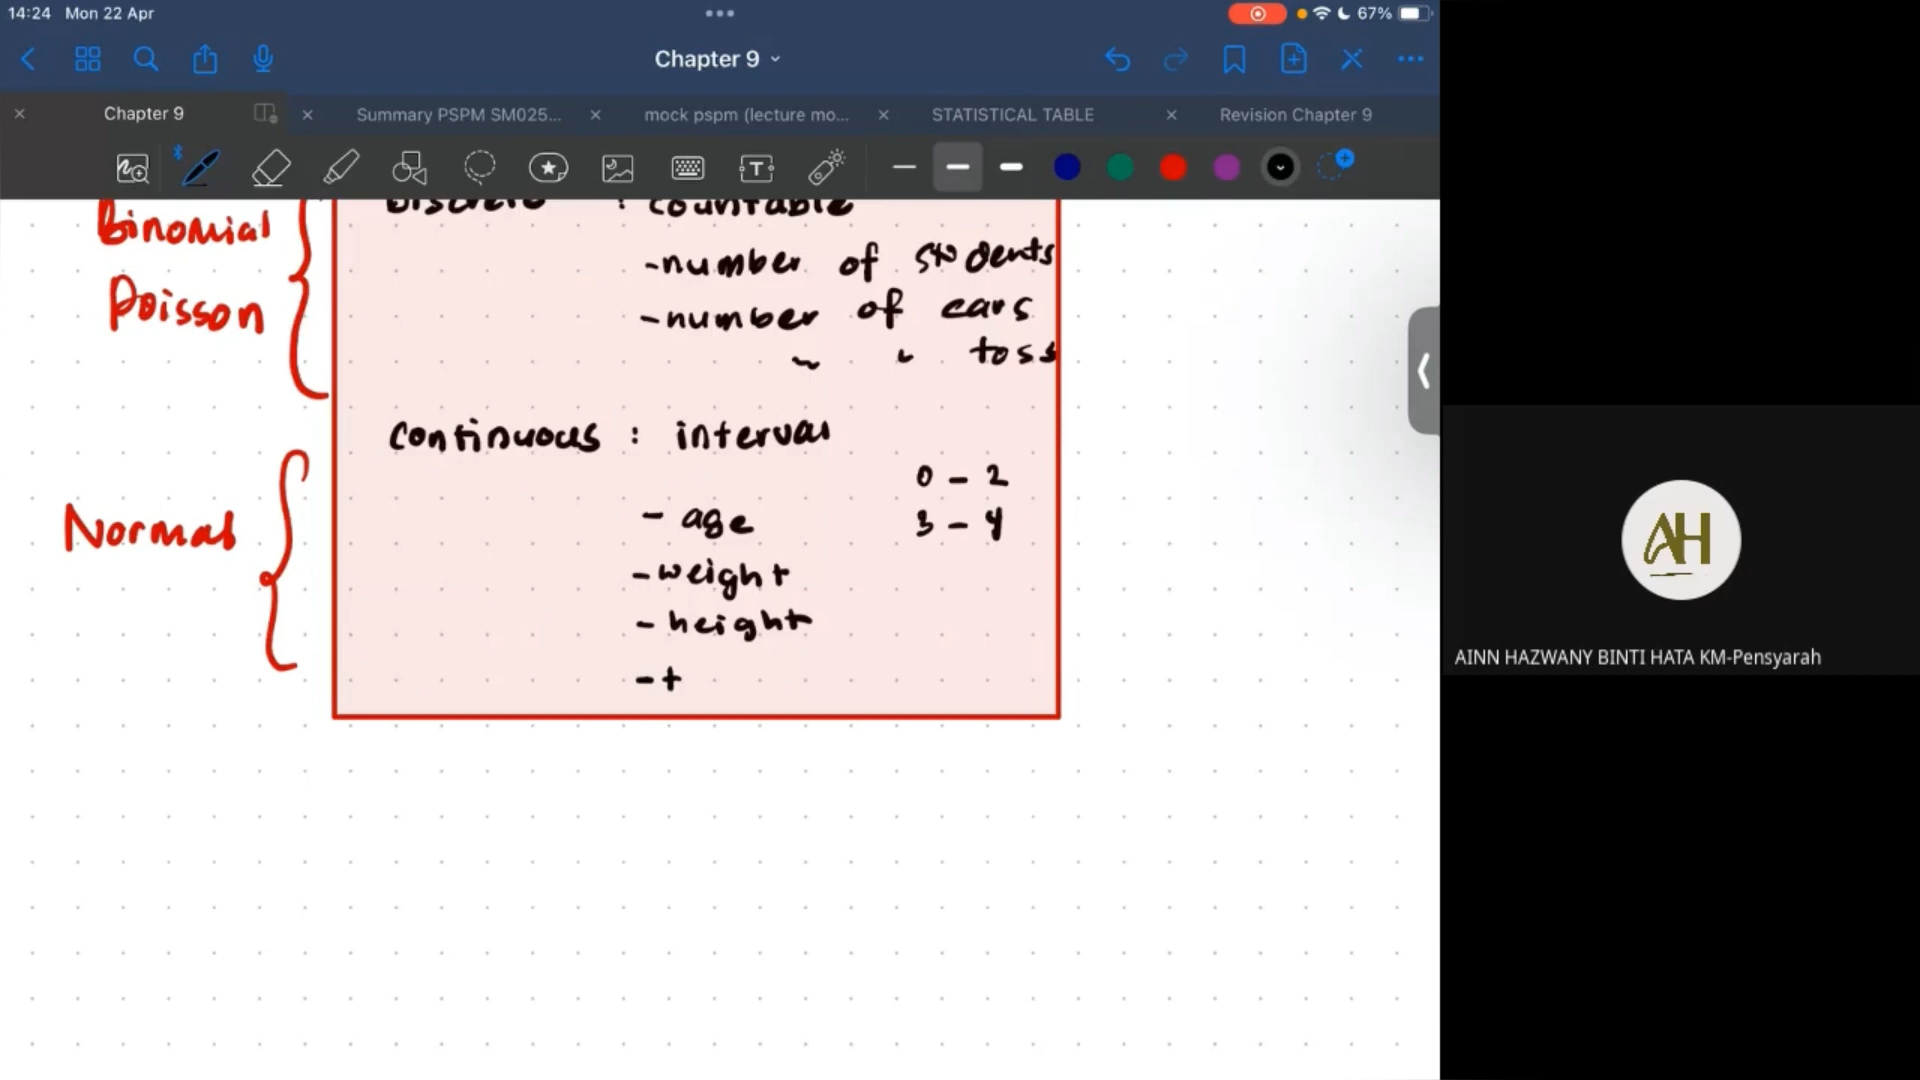 14:24 Mon 22 Apr
67%
Chapter 9
Chapter 9
Summary PSPM SM025...
mock pspm (lecture mo...
STATISTICAL TABLE
Revision Chapter 9
Binomial
Discrete : countable
- number of students
Poisson
- number of cars
toss
continuous : interval
0 - 2
Normal
- age
3 - 4
- weight
- height
- t
AH
AINN HAZWANY BINTI HATA KM-Pensyarah